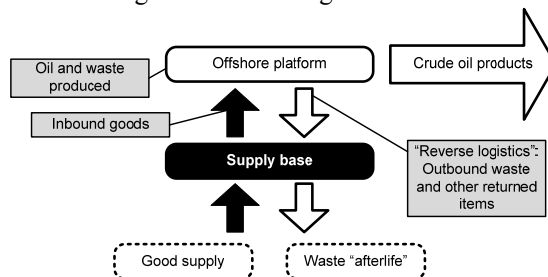 Offshore platform
Crude oil products
Oil and waste
produced
Inbound goods
"Reverse logistics":
Outbound waste
and other returned
items
Supply base
Good supply
Waste "afterlife"